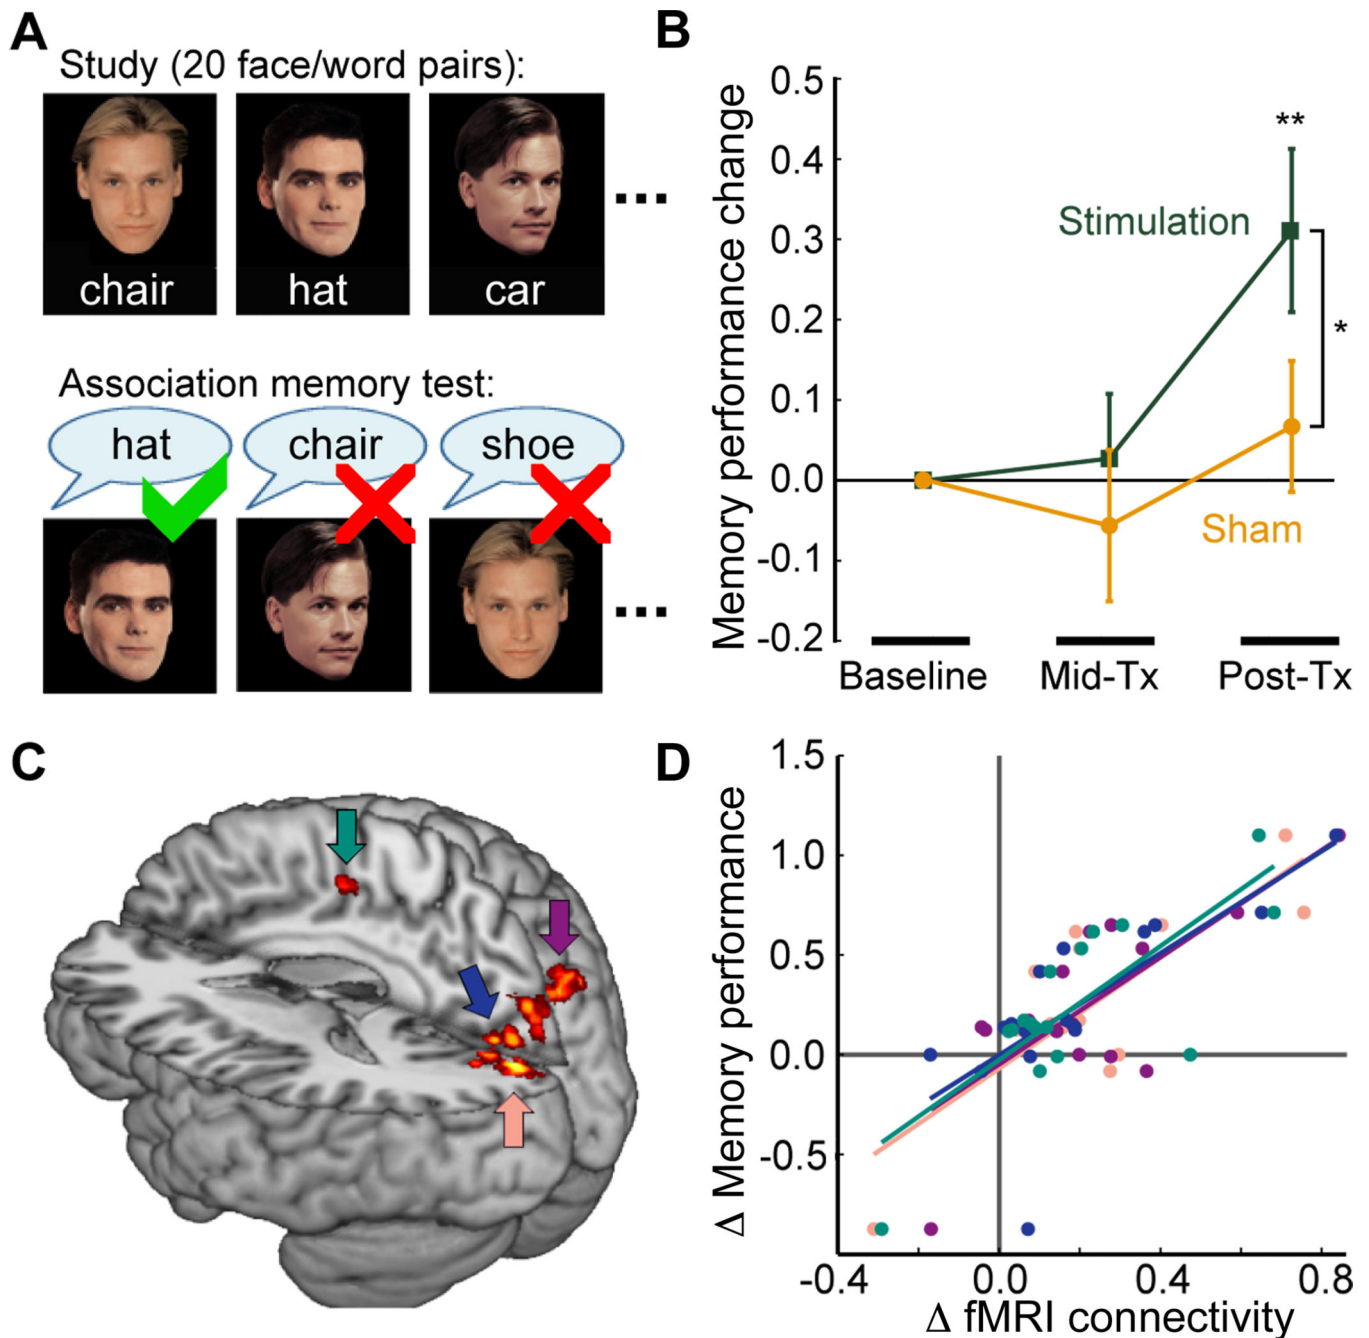 A
Study (20 face/word pairs):
chair
hat
car
...
Association memory test:
hat
chair
shoe
...
B
Memory performance change
0.5
0.4
0.3
0.2
0.1
0.0
-0.1
-0.2
**
Stimulation
*
Sham
Baseline
Mid-Tx
Post-Tx
C
D
Δ Memory performance
1.5
1.0
0.5
0.0
-0.5
-0.4
0.0
0.4
0.8
Δ fMRI connectivity